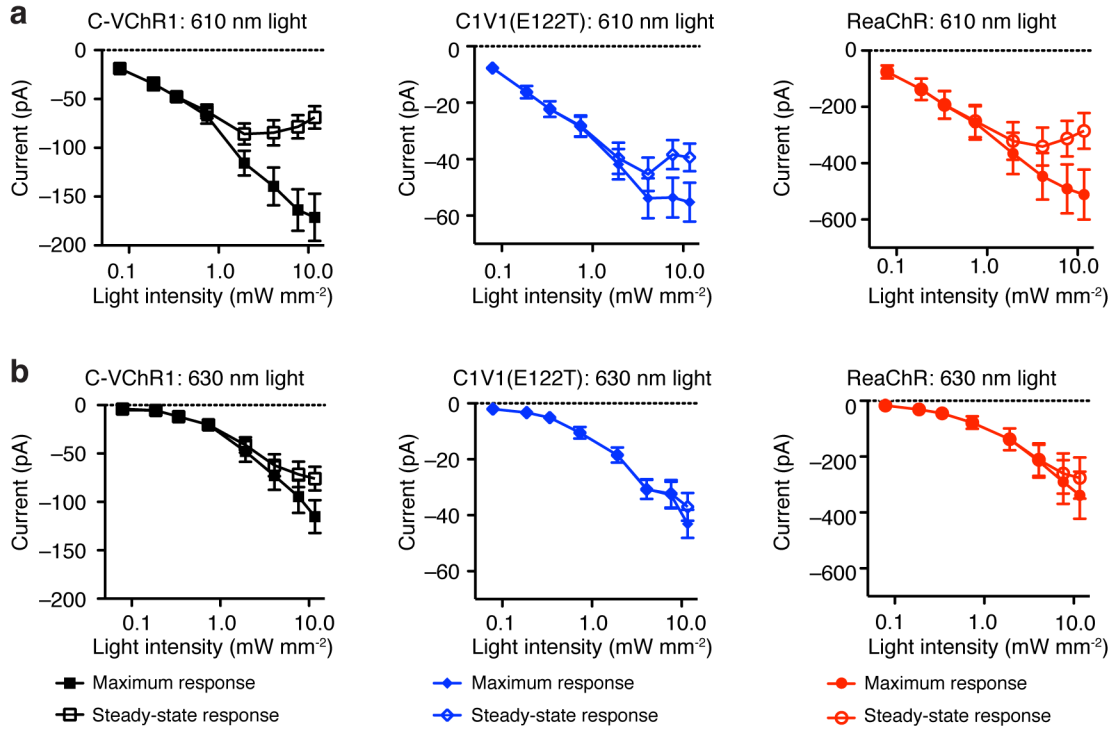 a
C-VChR1: 610 nm light
C1V1(E122T): 610 nm light
ReaChR: 610 nm light
Current (pA)
0
−50
−100
−150
−200
0.1
1.0
10.0
Light intensity (mW mm-2)
Current (pA)
0
−20
−40
−60
0.1
1.0
10.0
Light intensity (mW mm-2)
Current (pA)
0
−200
−400
−600
0.1
1.0
10.0
Light intensity (mW mm-2)
b
C-VChR1: 630 nm light
C1V1(E122T): 630 nm light
ReaChR: 630 nm light
Current (pA)
0
−50
−100
−150
−200
0.1
1.0
10.0
Light intensity (mW mm-2)
Current (pA)
0
−20
−40
−60
0.1
1.0
10.0
Light intensity (mW mm-2)
Current (pA)
0
−200
−400
−600
0.1
1.0
10.0
Light intensity (mW mm-2)
Maximum response
Steady-state response
Maximum response
Steady-state response
Maximum response
Steady-state response